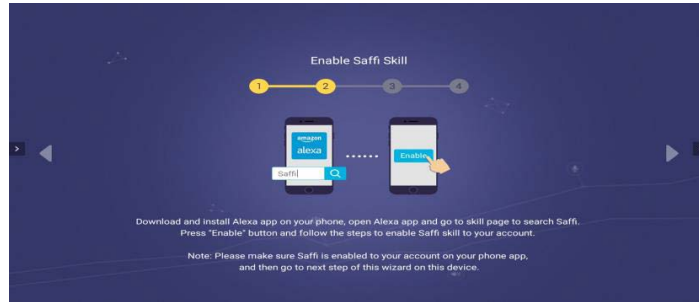 Enable Saffi Skill
1 2 3 4
amazon
alexa
Saffi
Enable
Download and install Alexa app on your phone, open Alexa app and go to skill page to search Saffi.
Press "Enable" button and follow the steps to enable Saffi skill to your account.
Note: Please make sure Saffi is enabled to your account on your phone app,
and then go to next step of this wizard on this device.